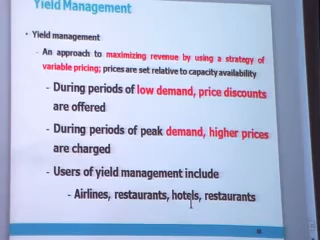 Yield Management
• Yield management
- An approach to maximizing revenue by using a strategy of
variable pricing; prices are set relative to capacity availability
- During periods of low demand, price discounts
are offered
- During periods of peak demand, higher prices
are charged
- Users of yield management include
- Airlines, restaurants, hotels, restaurants